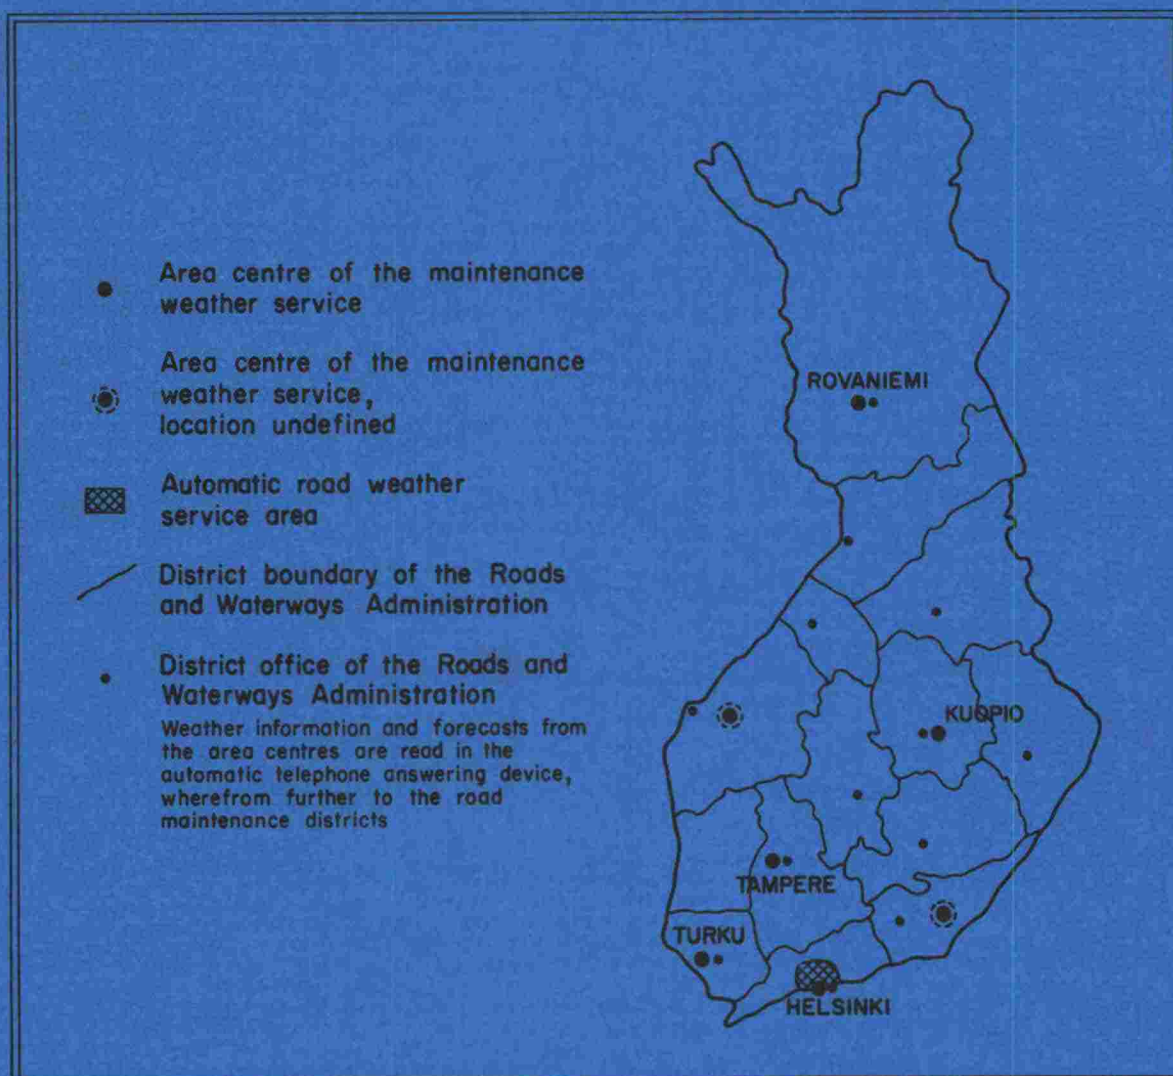 Area centre of the maintenance
weather service
Area centre of the maintenance
weather service,
location undefined
Automatic road weather
service area
District boundary of the Roads
and Waterways Administration
District office of the Roads and
Waterways Administration
Weather information and forecasts from
the area centres are read in the
automatic telephone answering device,
wherefrom further to the road
maintenance districts
ROVANIEMI
KUOPIO
TAMPERE
TURKU
HELSINKI